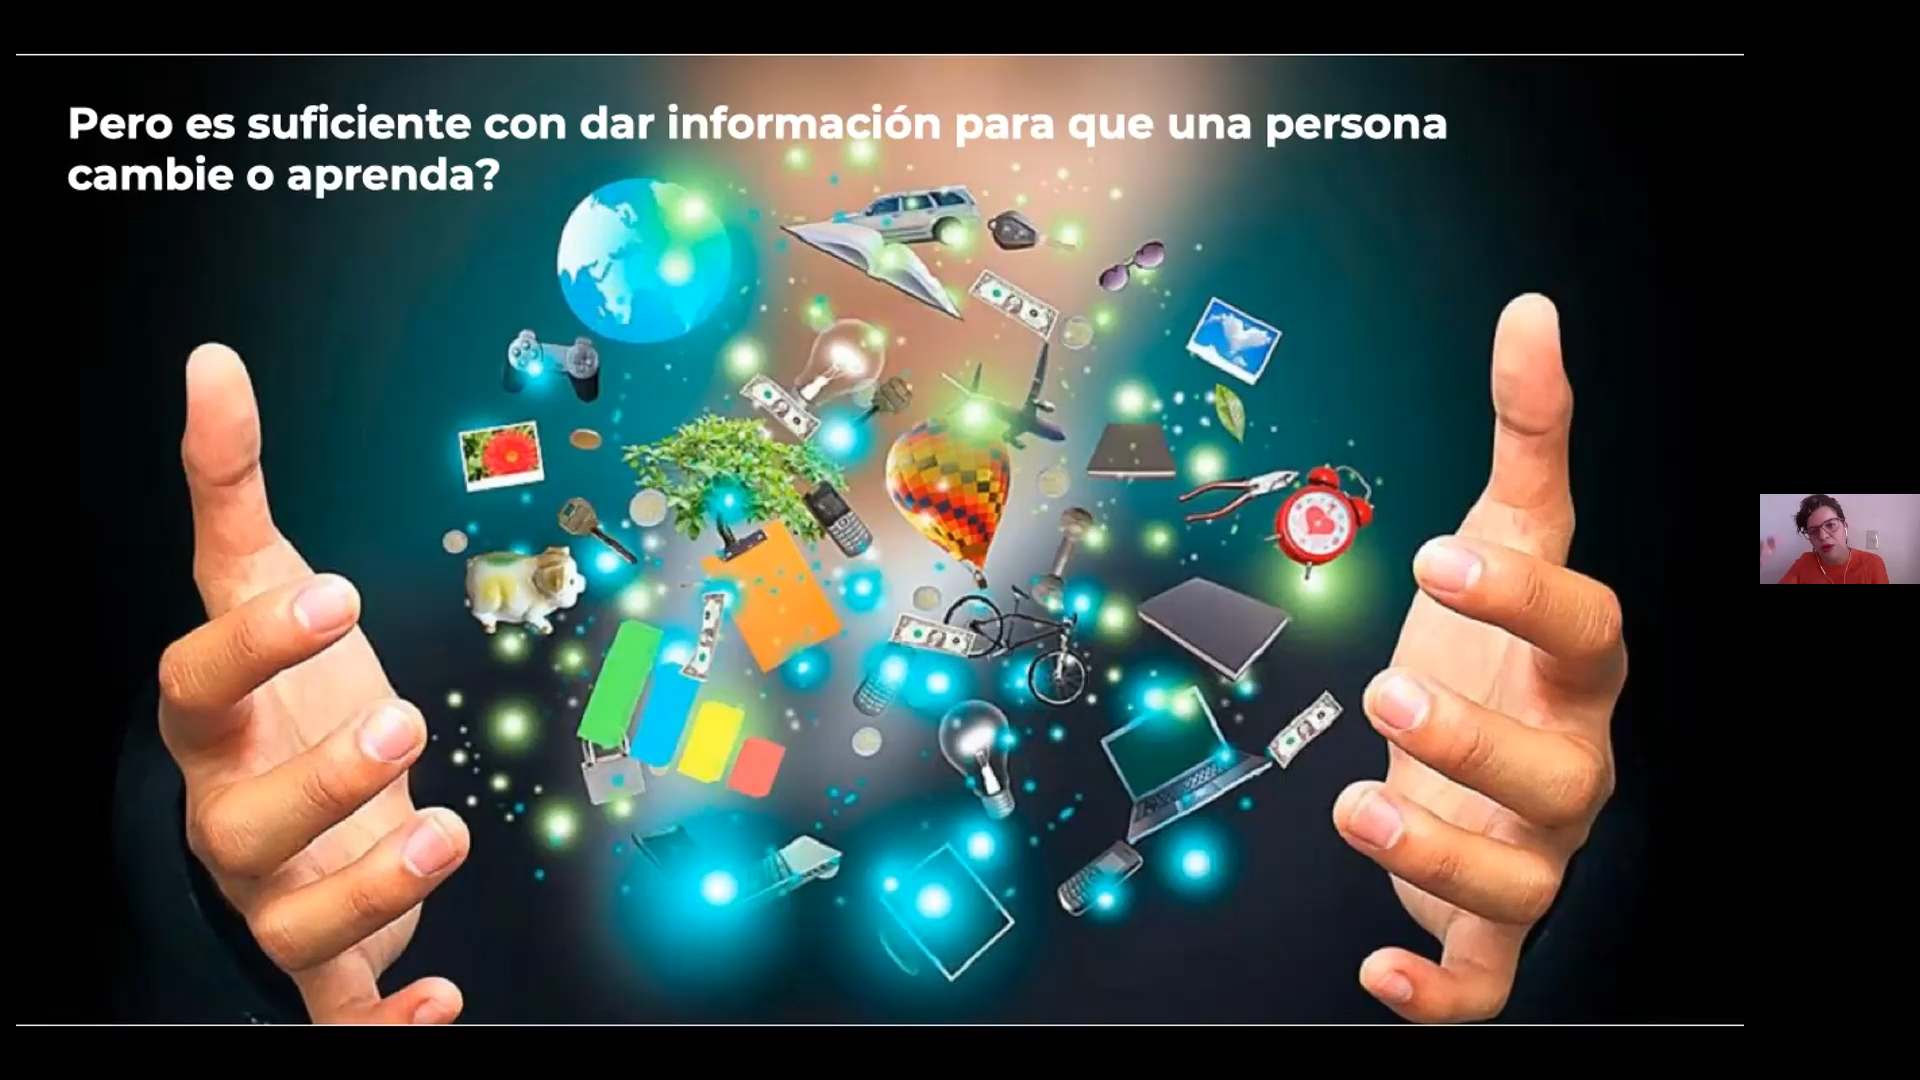 Pero es suficiente con dar información para que una persona
cambie o aprenda?